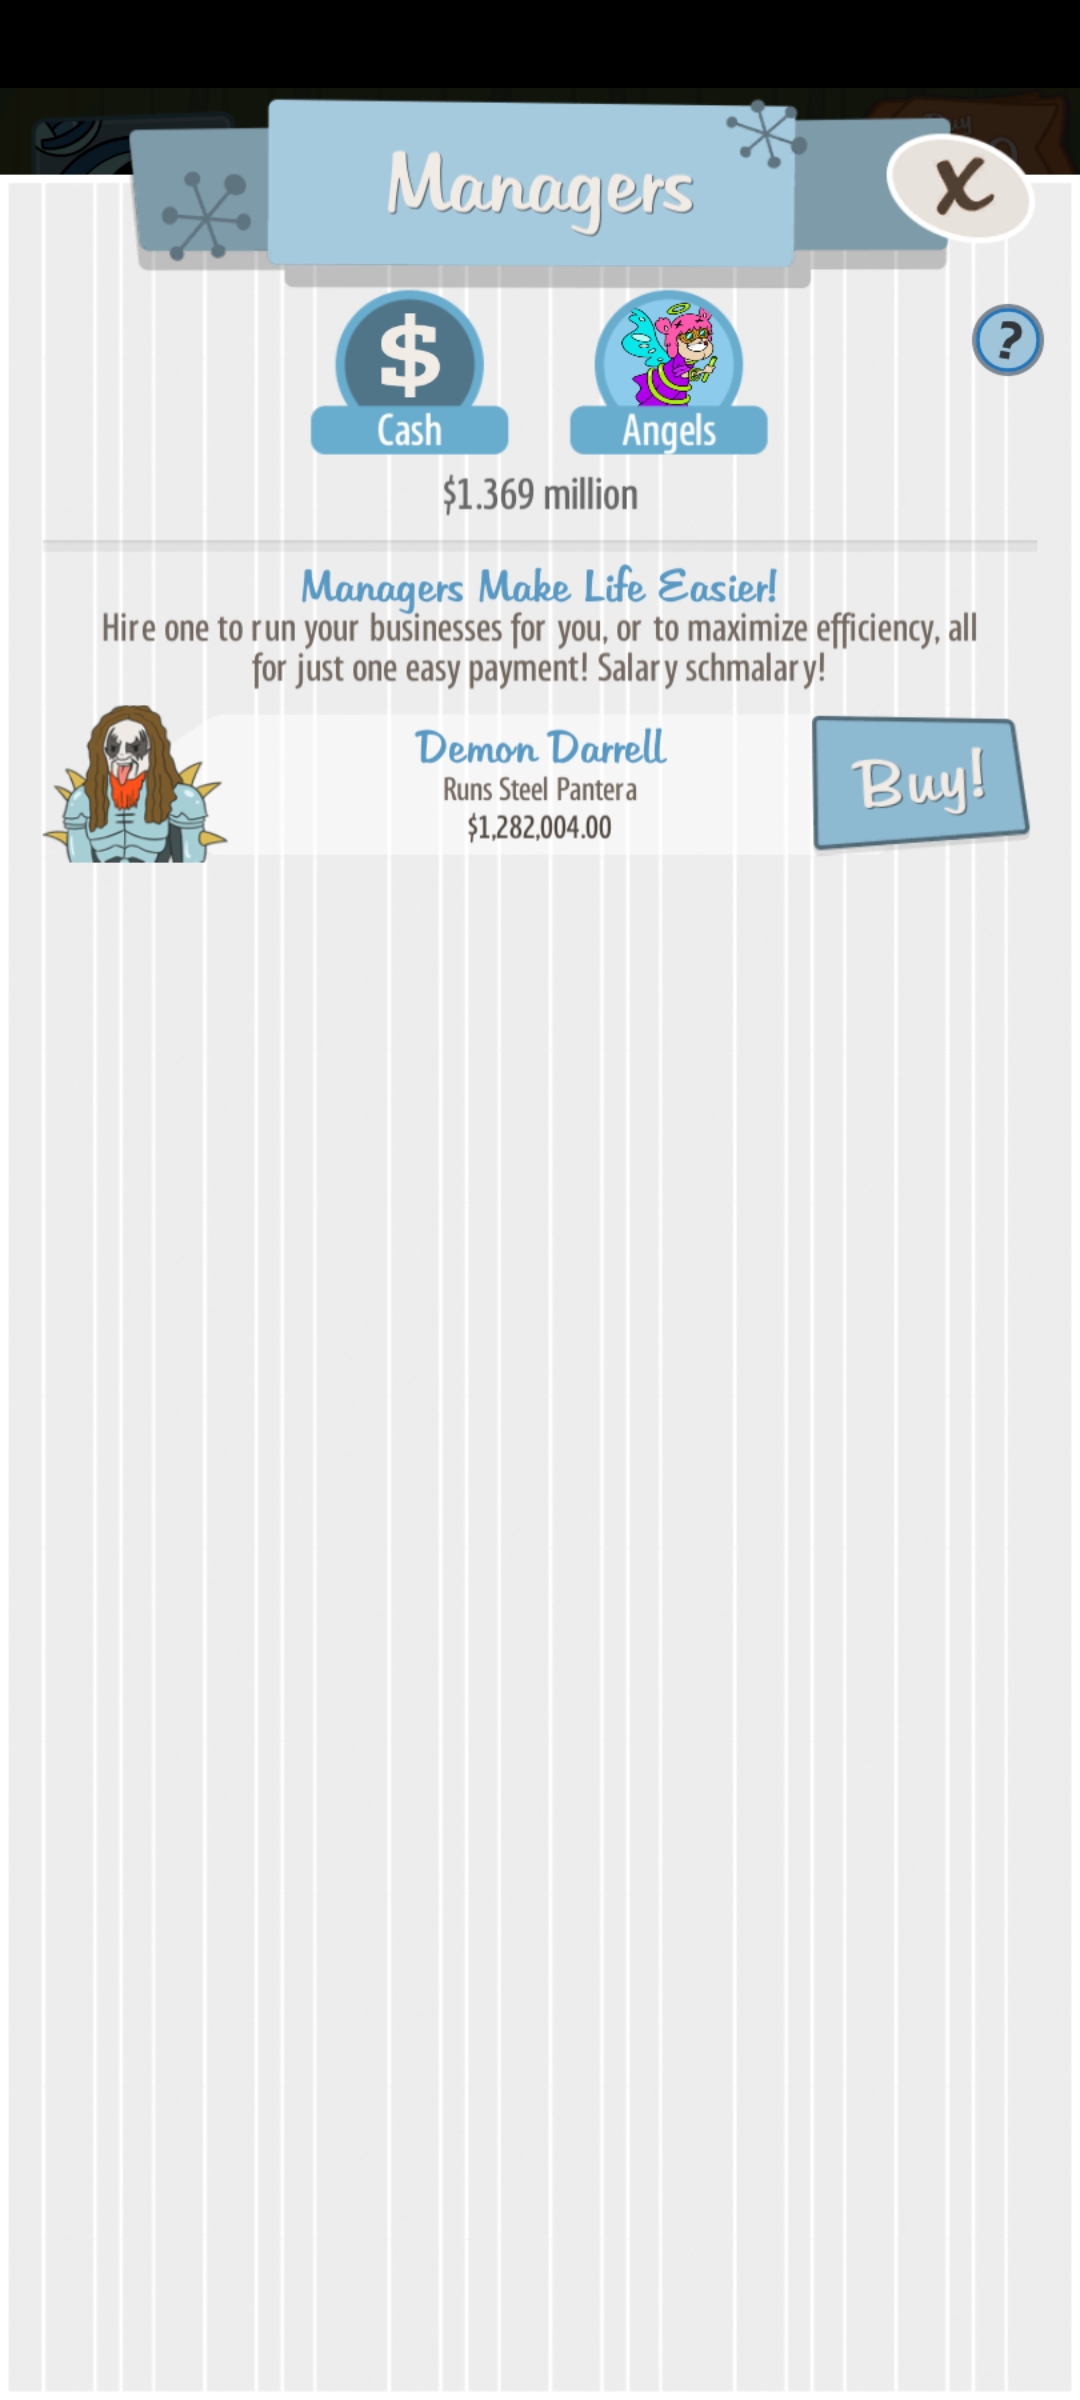 Managers
X
$
Cash
Angels
?
$1.369 million
Managers Make Life Easier!
Hire one to run your businesses for you, or to maximize efficiency, all
for just one easy payment! Salary schmalary!
Demon Darrell
Runs Steel Pantera
$1,282,004.00
Buy!